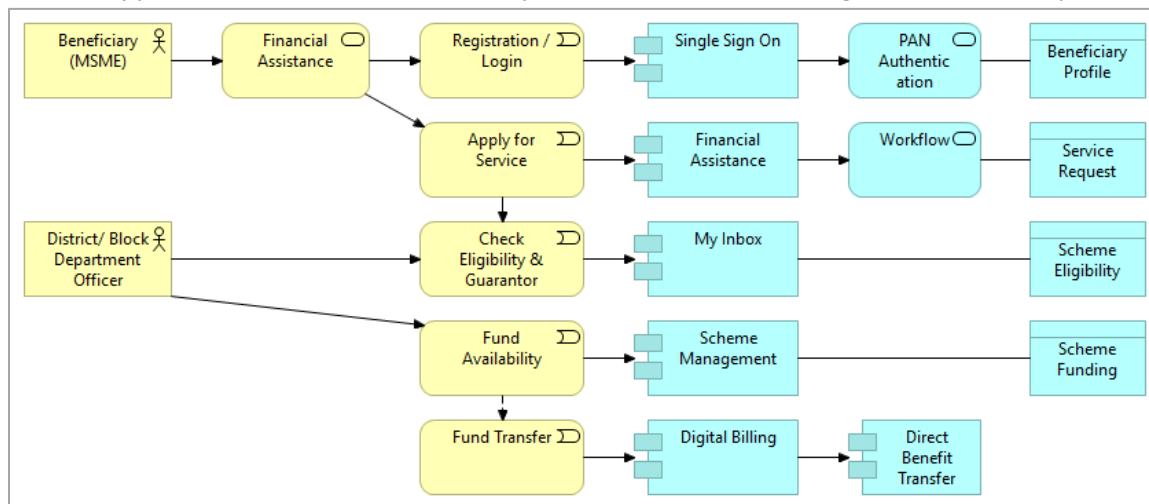 Beneficiary
(MSME)
Financial
Assistance
Registration /
Login
Single Sign On
PAN
Authentic
ation
Beneficiary
Profile
Apply for
Service
Financial
Assistance
Workflow
Service
Request
District/ Block
Department
Officer
Check
Eligibility &
Guarantor
My Inbox
Scheme
Eligibility
Fund
Availability
Scheme
Management
Scheme
Funding
Fund Transfer
Digital Billing
Direct
Benefit
Transfer